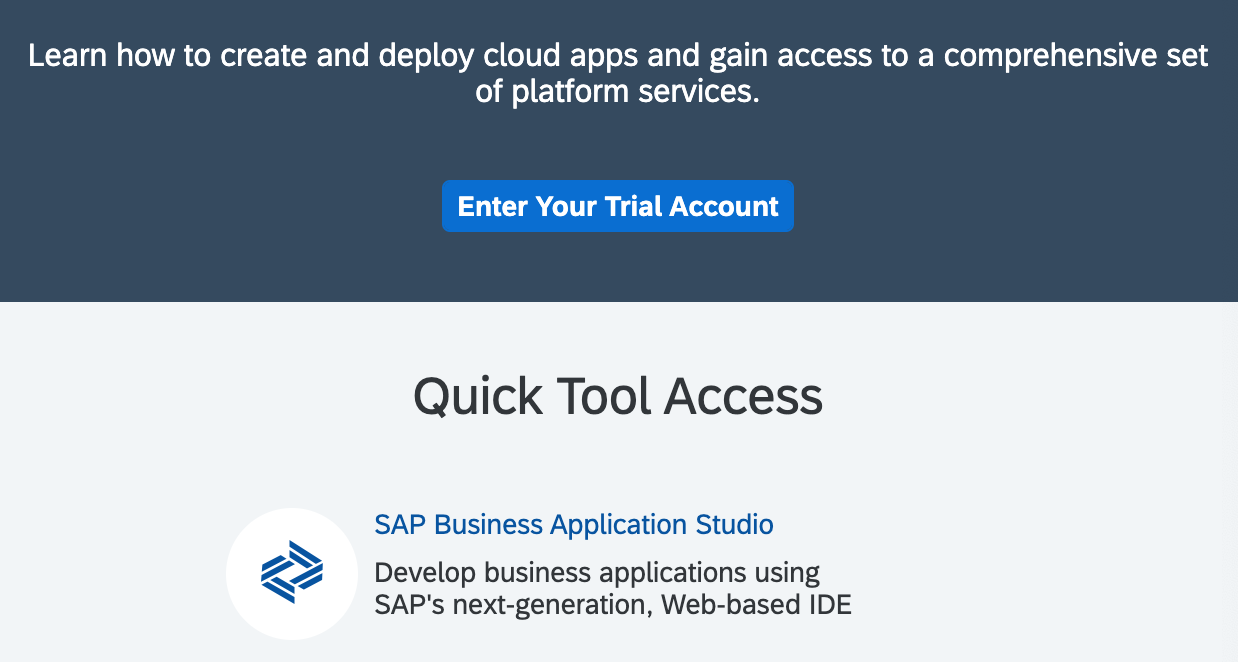 Learn how to create and deploy cloud apps and gain access to a comprehensive set
of platform services.
Enter Your Trial Account
Quick Tool Access
SAP Business Application Studio
Develop business applications using
SAP's next-generation, Web-based IDE